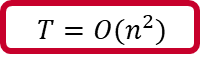 T = O(n²)